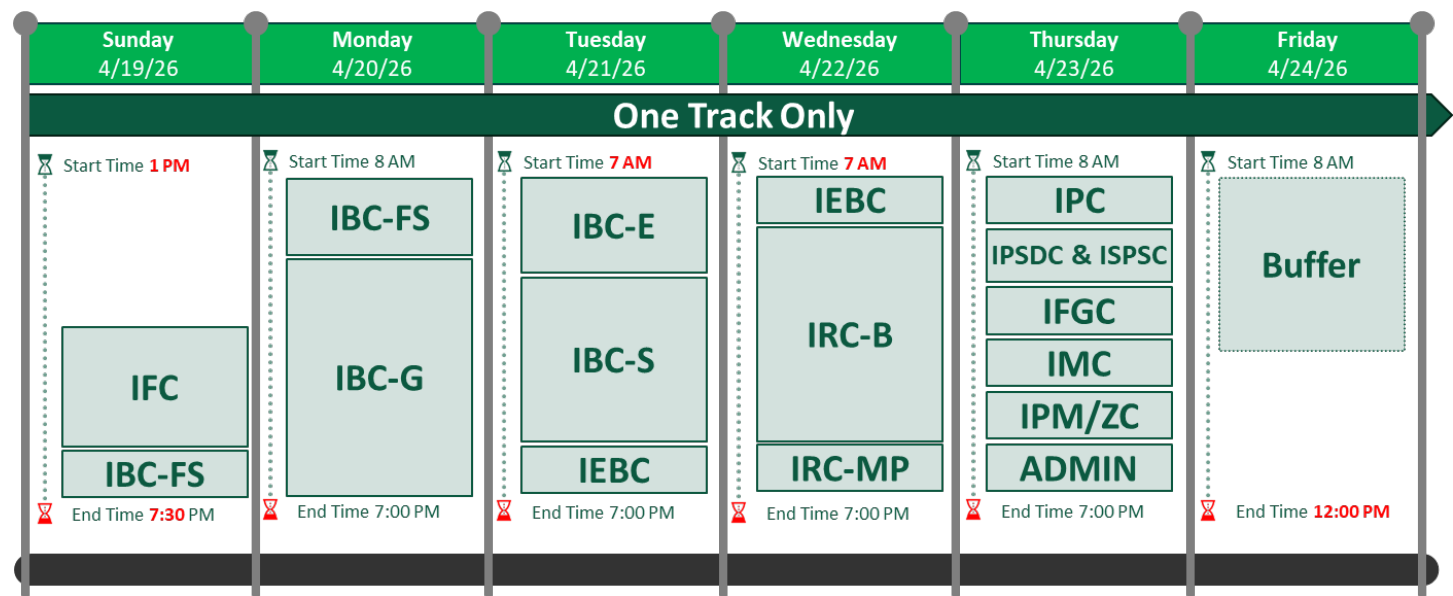 Sunday
4/19/26
Monday
4/20/26
Tuesday
4/21/26
Wednesday
4/22/26
Thursday
4/23/26
Friday
4/24/26
One Track Only
Start Time 1 PM
IFC
IBC-FS
End Time 7:30 PM
Start Time 8 AM
IBC-FS
IBC-G
End Time 7:00 PM
Start Time 7 AM
IBC-E
IBC-S
IEBC
End Time 7:00 PM
Start Time 7 AM
IEBC
IRC-B
IRC-MP
End Time 7:00 PM
Start Time 8 AM
IPC
IPSDC & ISPSC
IFGC
IMC
IPM/ZC
ADMIN
End Time 7:00 PM
Start Time 8 AM
Buffer
End Time 12:00 PM